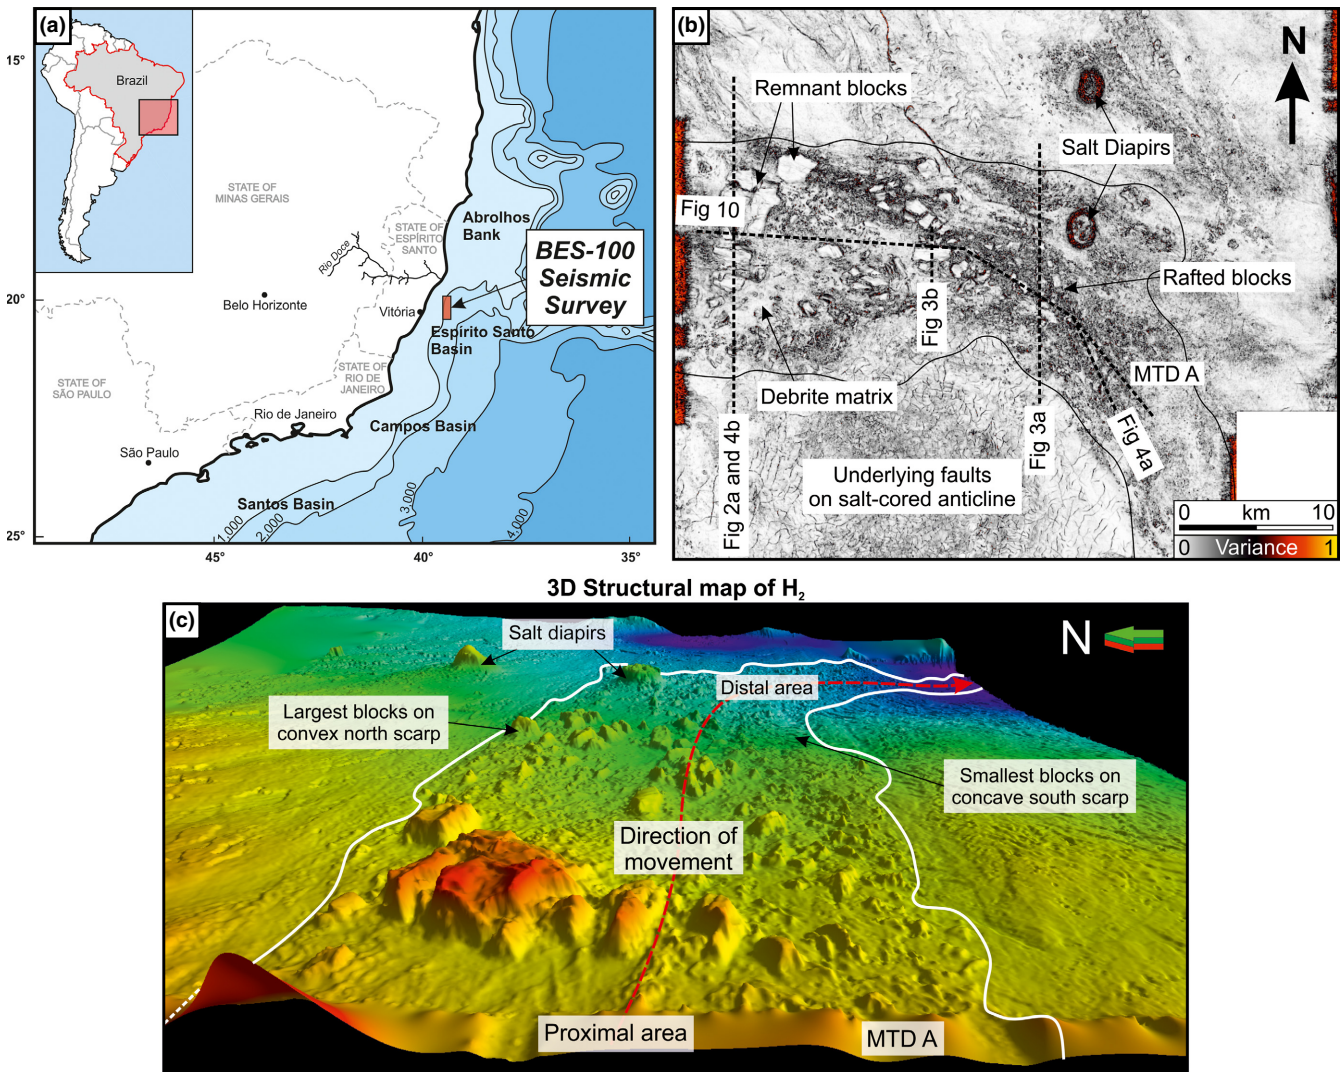 (a)
Brazil
15°
20°
25°
45°
40°
35°
STATE OF
MINAS GERAIS
STATE OF
ESPÍRITO
SANTO
Abrolhos
Bank
BES-100
Seismic
Survey
Rio Doce
Belo Horizonte
Vitória
Espírito Santo
Basin
STATE OF
SÃO PAULO
STATE OF
RIO DE
JANEIRO
Rio de Janeiro
Campos Basin
São Paulo
Santos Basin
1,000
2,000
3,000
4,000
(b)
N
Remnant blocks
Salt Diapirs
Fig 10
Rafted blocks
Fig 3b
MTD A
Debrite matrix
Fig 2a and 4b
Fig 3a
Fig 4a
Underlying faults
on salt-cored anticline
0 km 10
0 Variance 1
3D Structural map of H₂
(c)
Salt diapirs
N
Distal area
Largest blocks on
convex north scarp
Smallest blocks on
concave south scarp
Direction of
movement
Proximal area
MTD A